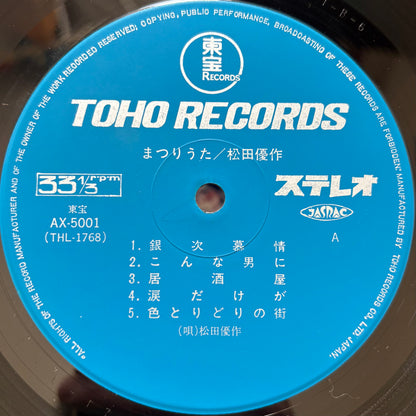 東宝
RECORDS
TOHO RECORDS
まつりうた/松田優作
33 1/3 rpm
ステレオ
東宝
AX-5001
(THL-1768)
JASRAC
A
1. 銀次慕情
2. こんな男に
3. 居酒屋
4. 涙だけが
5. 色とりどりの街
(唄)松田優作
*ALL RIGHTS OF THE RECORD MANUFACTURER AND OF THE OWNER OF THE WORK RECORDED RESERVED; COPYING, PUBLIC PERFORMANCE, BROADCASTING OF THESE RECORDS ARE FORBIDDEN: MANUFACTURED BY TOHO RECORDS CO., LTD. JAPAN.